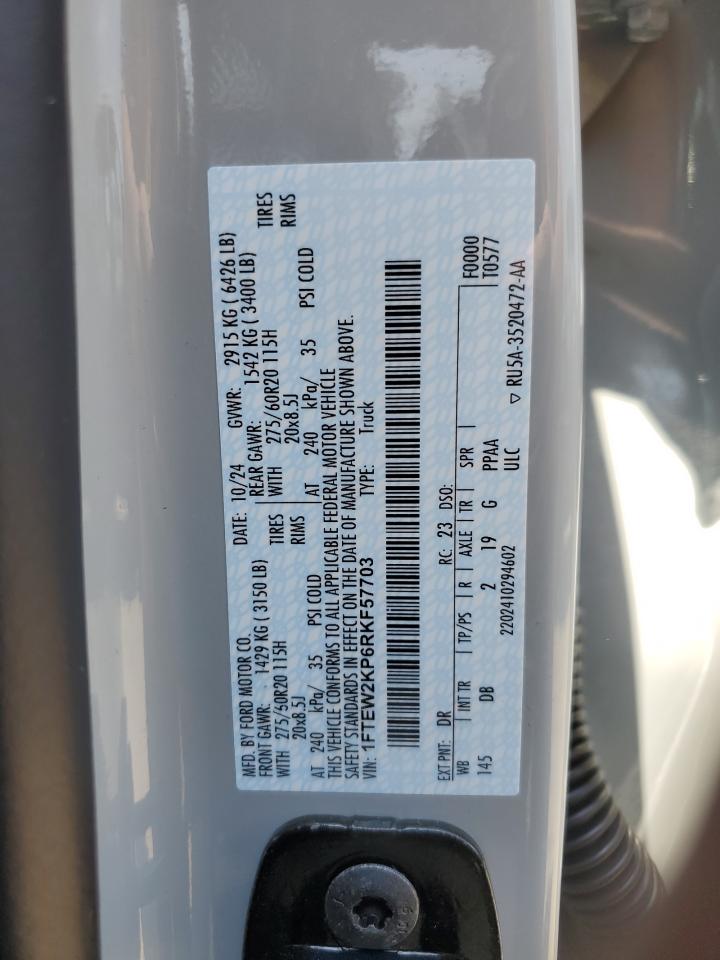 MFD. BY FORD MOTOR CO.
DATE: 10/24 GVWR: 2915 KG ( 6426 LB)
FRONT GAWR: 1429 KG (3150 LB)
REAR GAWR: 1542 KG ( 3400 LB)
WITH 275/60R20 115H TIRES
WITH 275/60R20 115H TIRES
20x8.5J RIMS
20x8.5J RIMS
AT 240 kPa/ 35 PSI COLD
AT 240 kPa/ 35 PSI COLD
THIS VEHICLE CONFORMS TO ALL APPLICABLE FEDERAL MOTOR VEHICLE
SAFETY STANDARDS IN EFFECT ON THE DATE OF MANUFACTURE SHOWN ABOVE.
VIN: 1FTEW2KP6RKF57703 TYPE: Truck
F0000
T0577
EXT PNT: DR RC: 23 DSO:
WB INT TR TP/PS R AXLE TR SPR
145 DB 2 19 G PPAA
2202410294602 ULC
▽ RU5A-3520472-AA